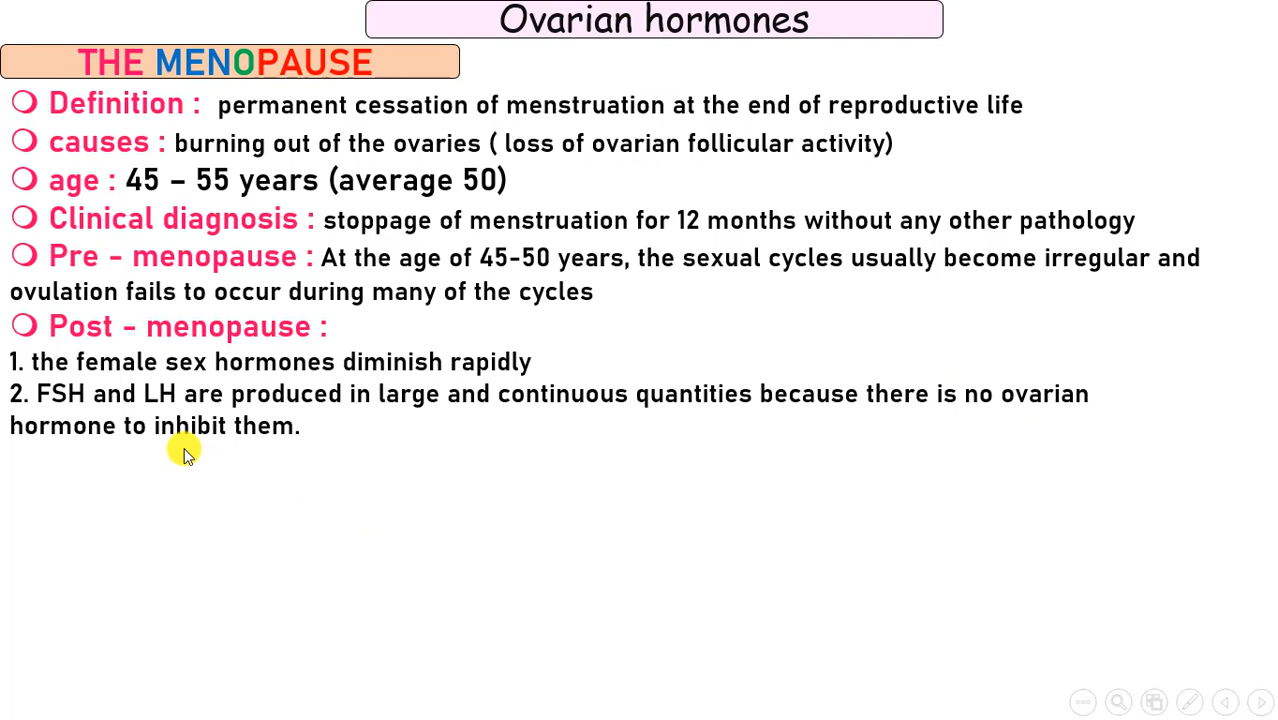 Ovarian hormones
THE MENOPAUSE
Definition : permanent cessation of menstruation at the end of reproductive life
causes : burning out of the ovaries ( loss of ovarian follicular activity)
age : 45 – 55 years (average 50)
Clinical diagnosis : stoppage of menstruation for 12 months without any other pathology
Pre - menopause : At the age of 45-50 years, the sexual cycles usually become irregular and
ovulation fails to occur during many of the cycles
Post - menopause :
1. the female sex hormones diminish rapidly
2. FSH and LH are produced in large and continuous quantities because there is no ovarian
hormone to inhibit them.